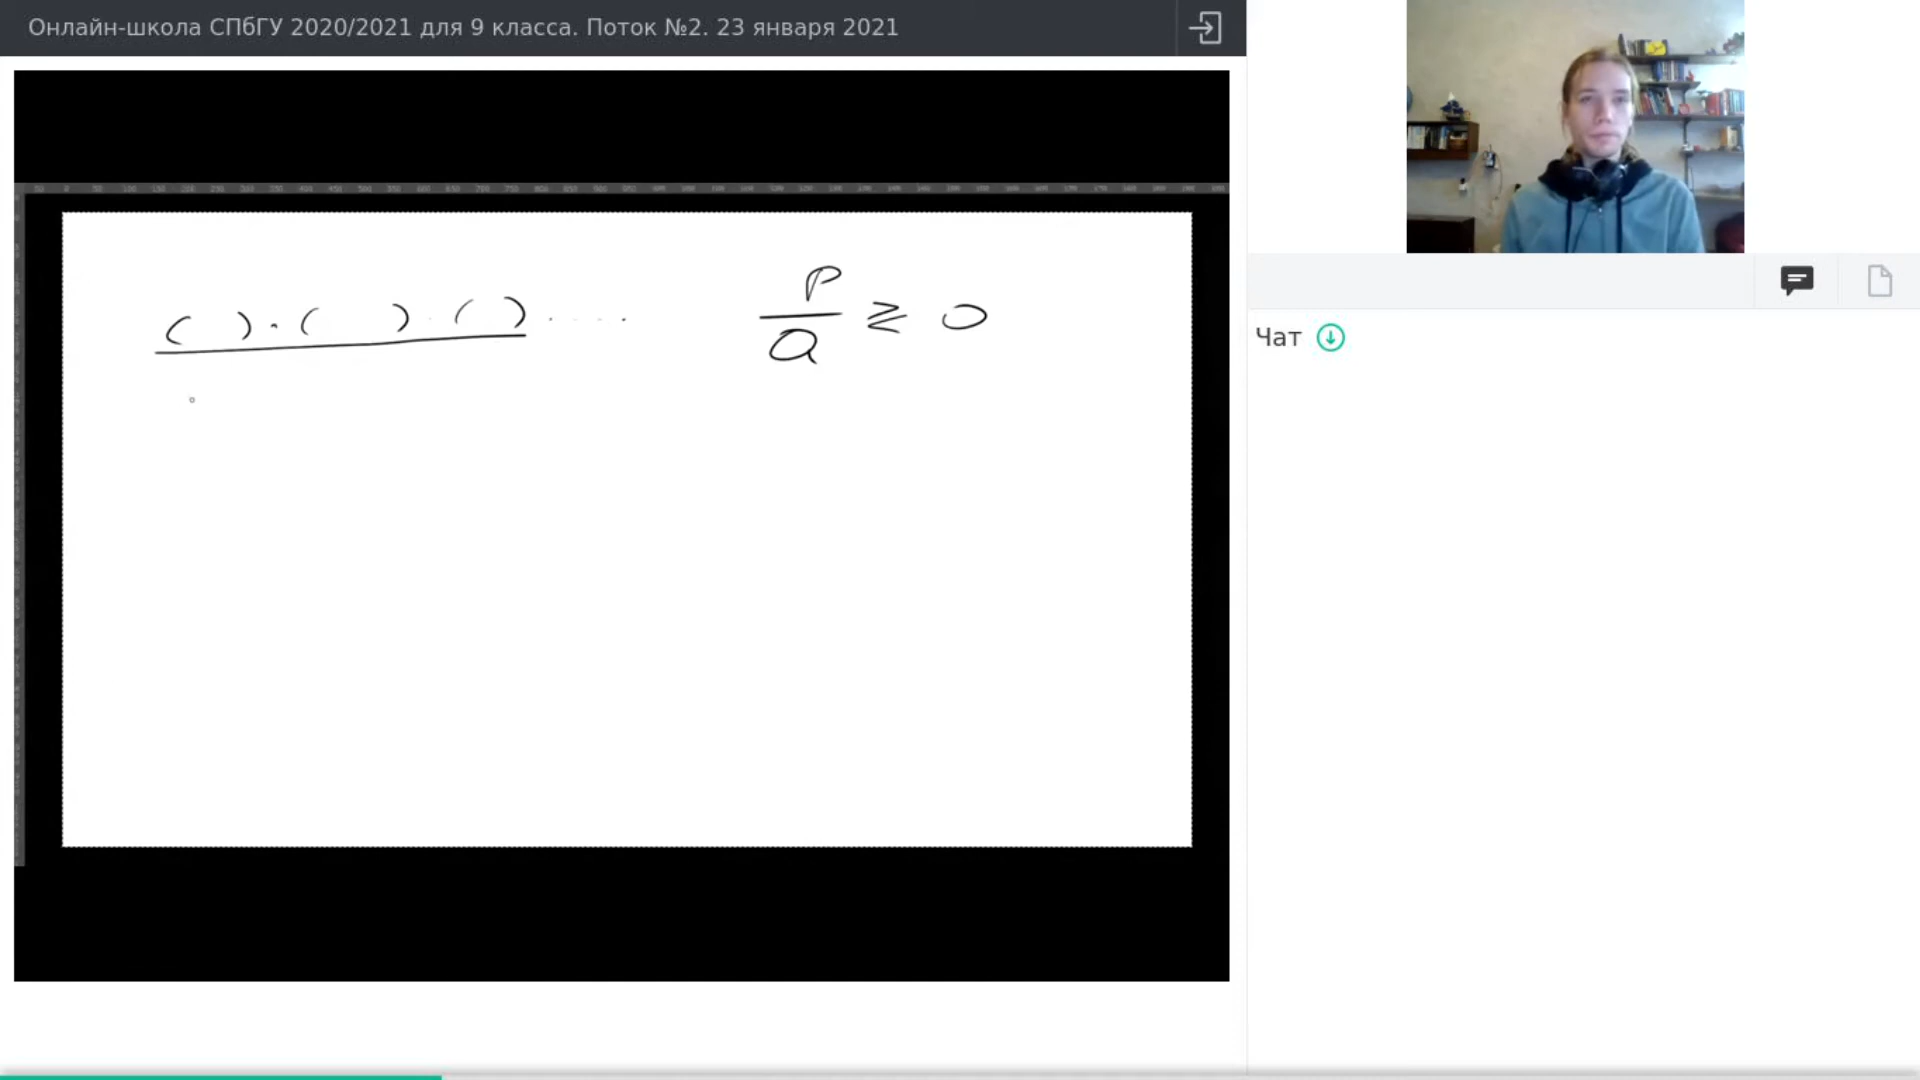 Онлайн-школа СПбГУ 2020/2021 для 9 класса. Поток №2. 23 января 2021
( ) · ( ) · ( ) ....
P
Q
≷ 0
Чат